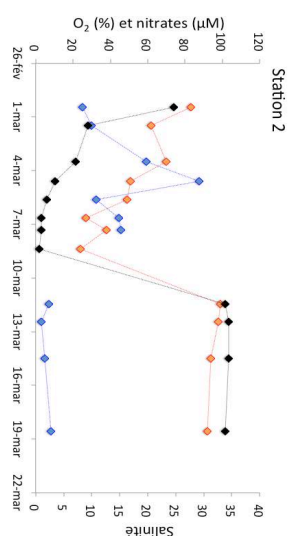 Station 2
O₂ (%) et nitrates (µM)
0 20 40 60 80 100 120
26-fév
1-mar
4-mar
7-mar
10-mar
13-mar
16-mar
19-mar
22-mar
0 5 10 15 20 25 30 35 40
Salinité